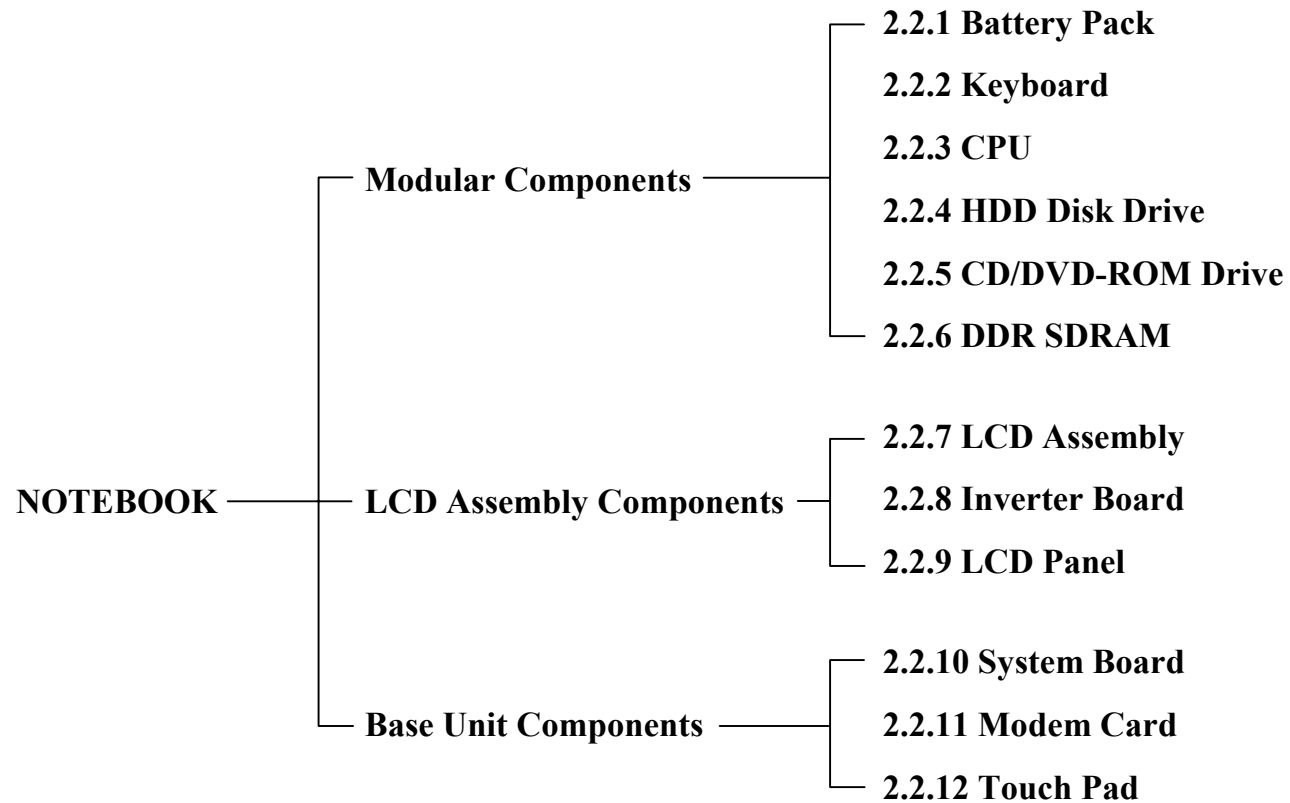 NOTEBOOK
Modular Components
2.2.1 Battery Pack
2.2.2 Keyboard
2.2.3 CPU
2.2.4 HDD Disk Drive
2.2.5 CD/DVD-ROM Drive
2.2.6 DDR SDRAM
LCD Assembly Components
2.2.7 LCD Assembly
2.2.8 Inverter Board
2.2.9 LCD Panel
Base Unit Components
2.2.10 System Board
2.2.11 Modem Card
2.2.12 Touch Pad